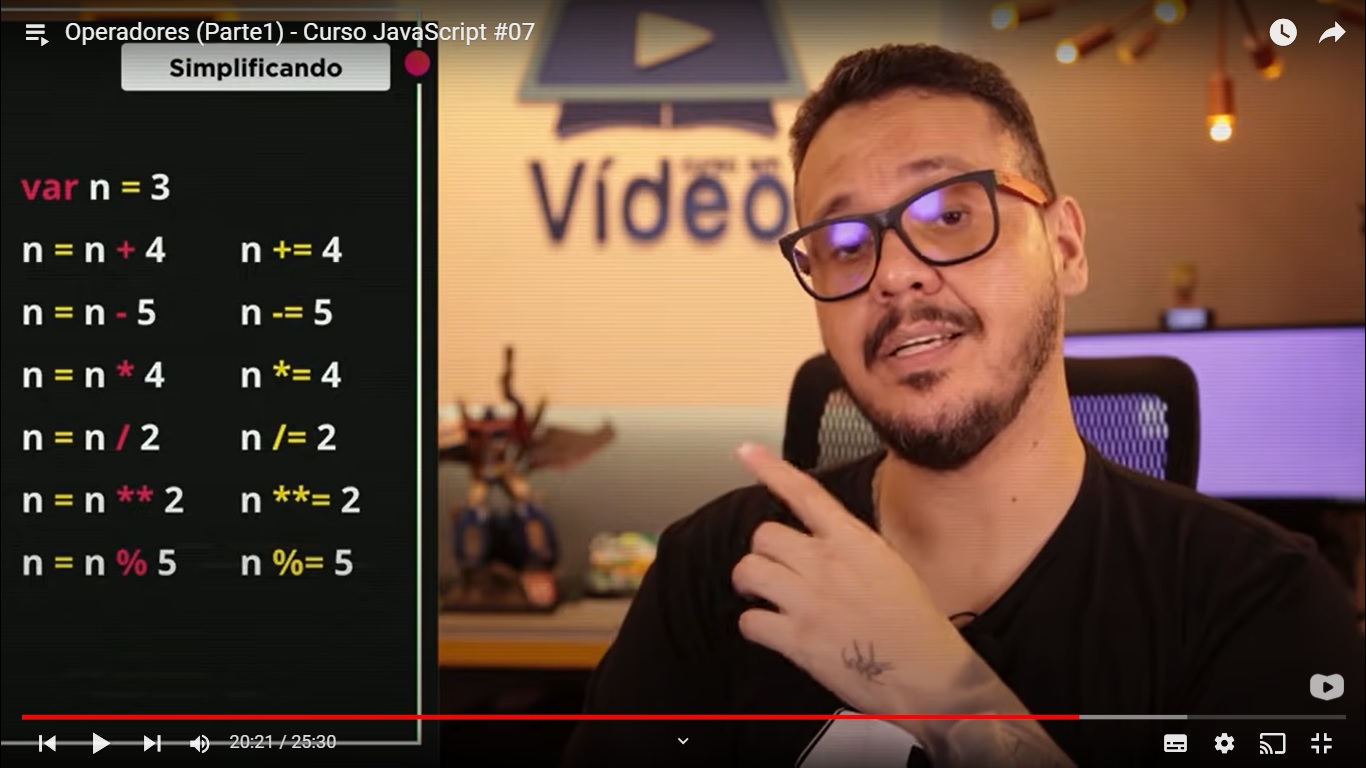 Operadores (Parte1) - Curso JavaScript #07
Simplificando
var n = 3
n = n + 4 n += 4
n = n - 5 n -= 5
n = n * 4 n *= 4
n = n / 2 n /= 2
n = n ** 2 n **= 2
n = n % 5 n %= 5
Vídeo
20:21 / 25:30